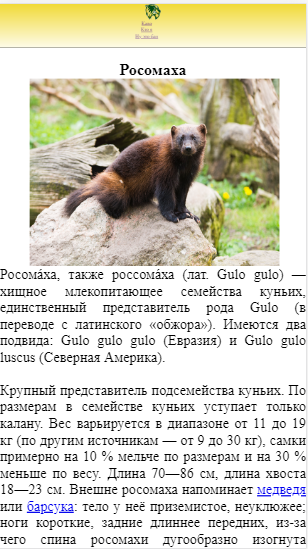 Росомаха
Росома́ха, также россома́ха (лат. Gulo gulo) —
хищное млекопитающее семейства куньих,
единственный представитель рода Gulo (в
переводе с латинского «обжора»). Имеются два
подвида: Gulo gulo gulo (Евразия) и Gulo gulo
luscus (Северная Америка).
Крупный представитель подсемейства куньих. По
размерам в семействе куньих уступает только
калану. Вес варьируется в диапазоне от 11 до 19
кг (по другим источникам — от 9 до 30 кг), самки
примерно на 10 % мельче по размерам и на 30 %
меньше по весу. Длина 70—86 см, длина хвоста
18—23 см. Внешне росомаха напоминает медведя
или барсука: тело у неё приземистое, неуклюжее;
ноги короткие, задние длиннее передних, из-за
чего спина росомахи дугообразно изогнута